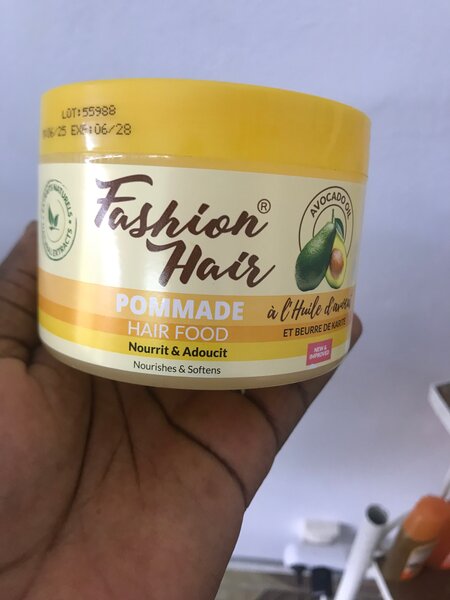 LOT:55988
06/25 EXP:06/28
Fashion®
Hair
POMMADE
HAIR FOOD
Nourrit & Adoucit
Nourishes & Softens
AVOCADO OIL
à l'Huile d'avocat
ET BEURRE DE KARITÉ
NEW &
IMPROVED